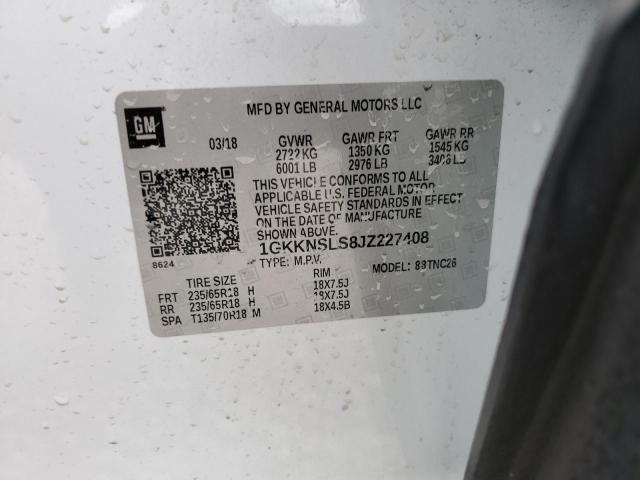 MFD BY GENERAL MOTORS LLC
GM
03/18 GVWR GAWR FRT GAWR RR
2722 KG 1350 KG 1545 KG
6001 LB 2976 LB 3406 LB
THIS VEHICLE CONFORMS TO ALL
APPLICABLE U.S. FEDERAL MOTOR
VEHICLE SAFETY STANDARDS IN EFFECT
ON THE DATE OF MANUFACTURE
SHOWN ABOVE.
1GKKNSLS8JZ227408
8624 TYPE: M.P.V. MODEL:
TIRE SIZE RIM
FRT 235/65R18 H 18X7.5J
RR 235/65R18 H 18X7.5J
SPA T135/70R18 M 18X4.5B